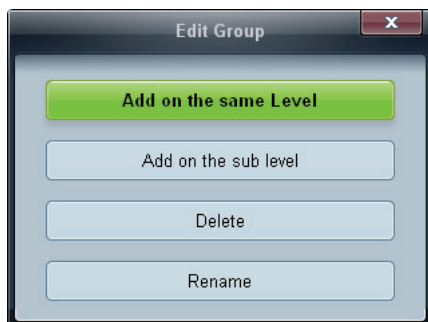 Edit Group
x
Add on the same Level
Add on the sub level
Delete
Rename